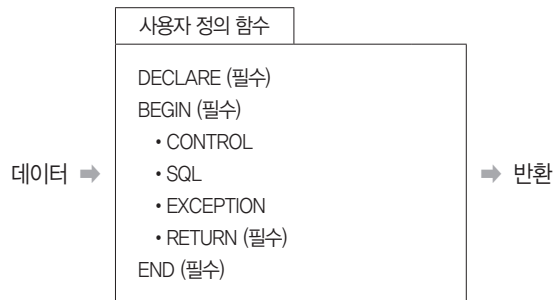 사용자 정의 함수
DECLARE (필수)
BEGIN (필수)
• CONTROL
데이터 ➡ • SQL ➡ 반환
• EXCEPTION
• RETURN (필수)
END (필수)